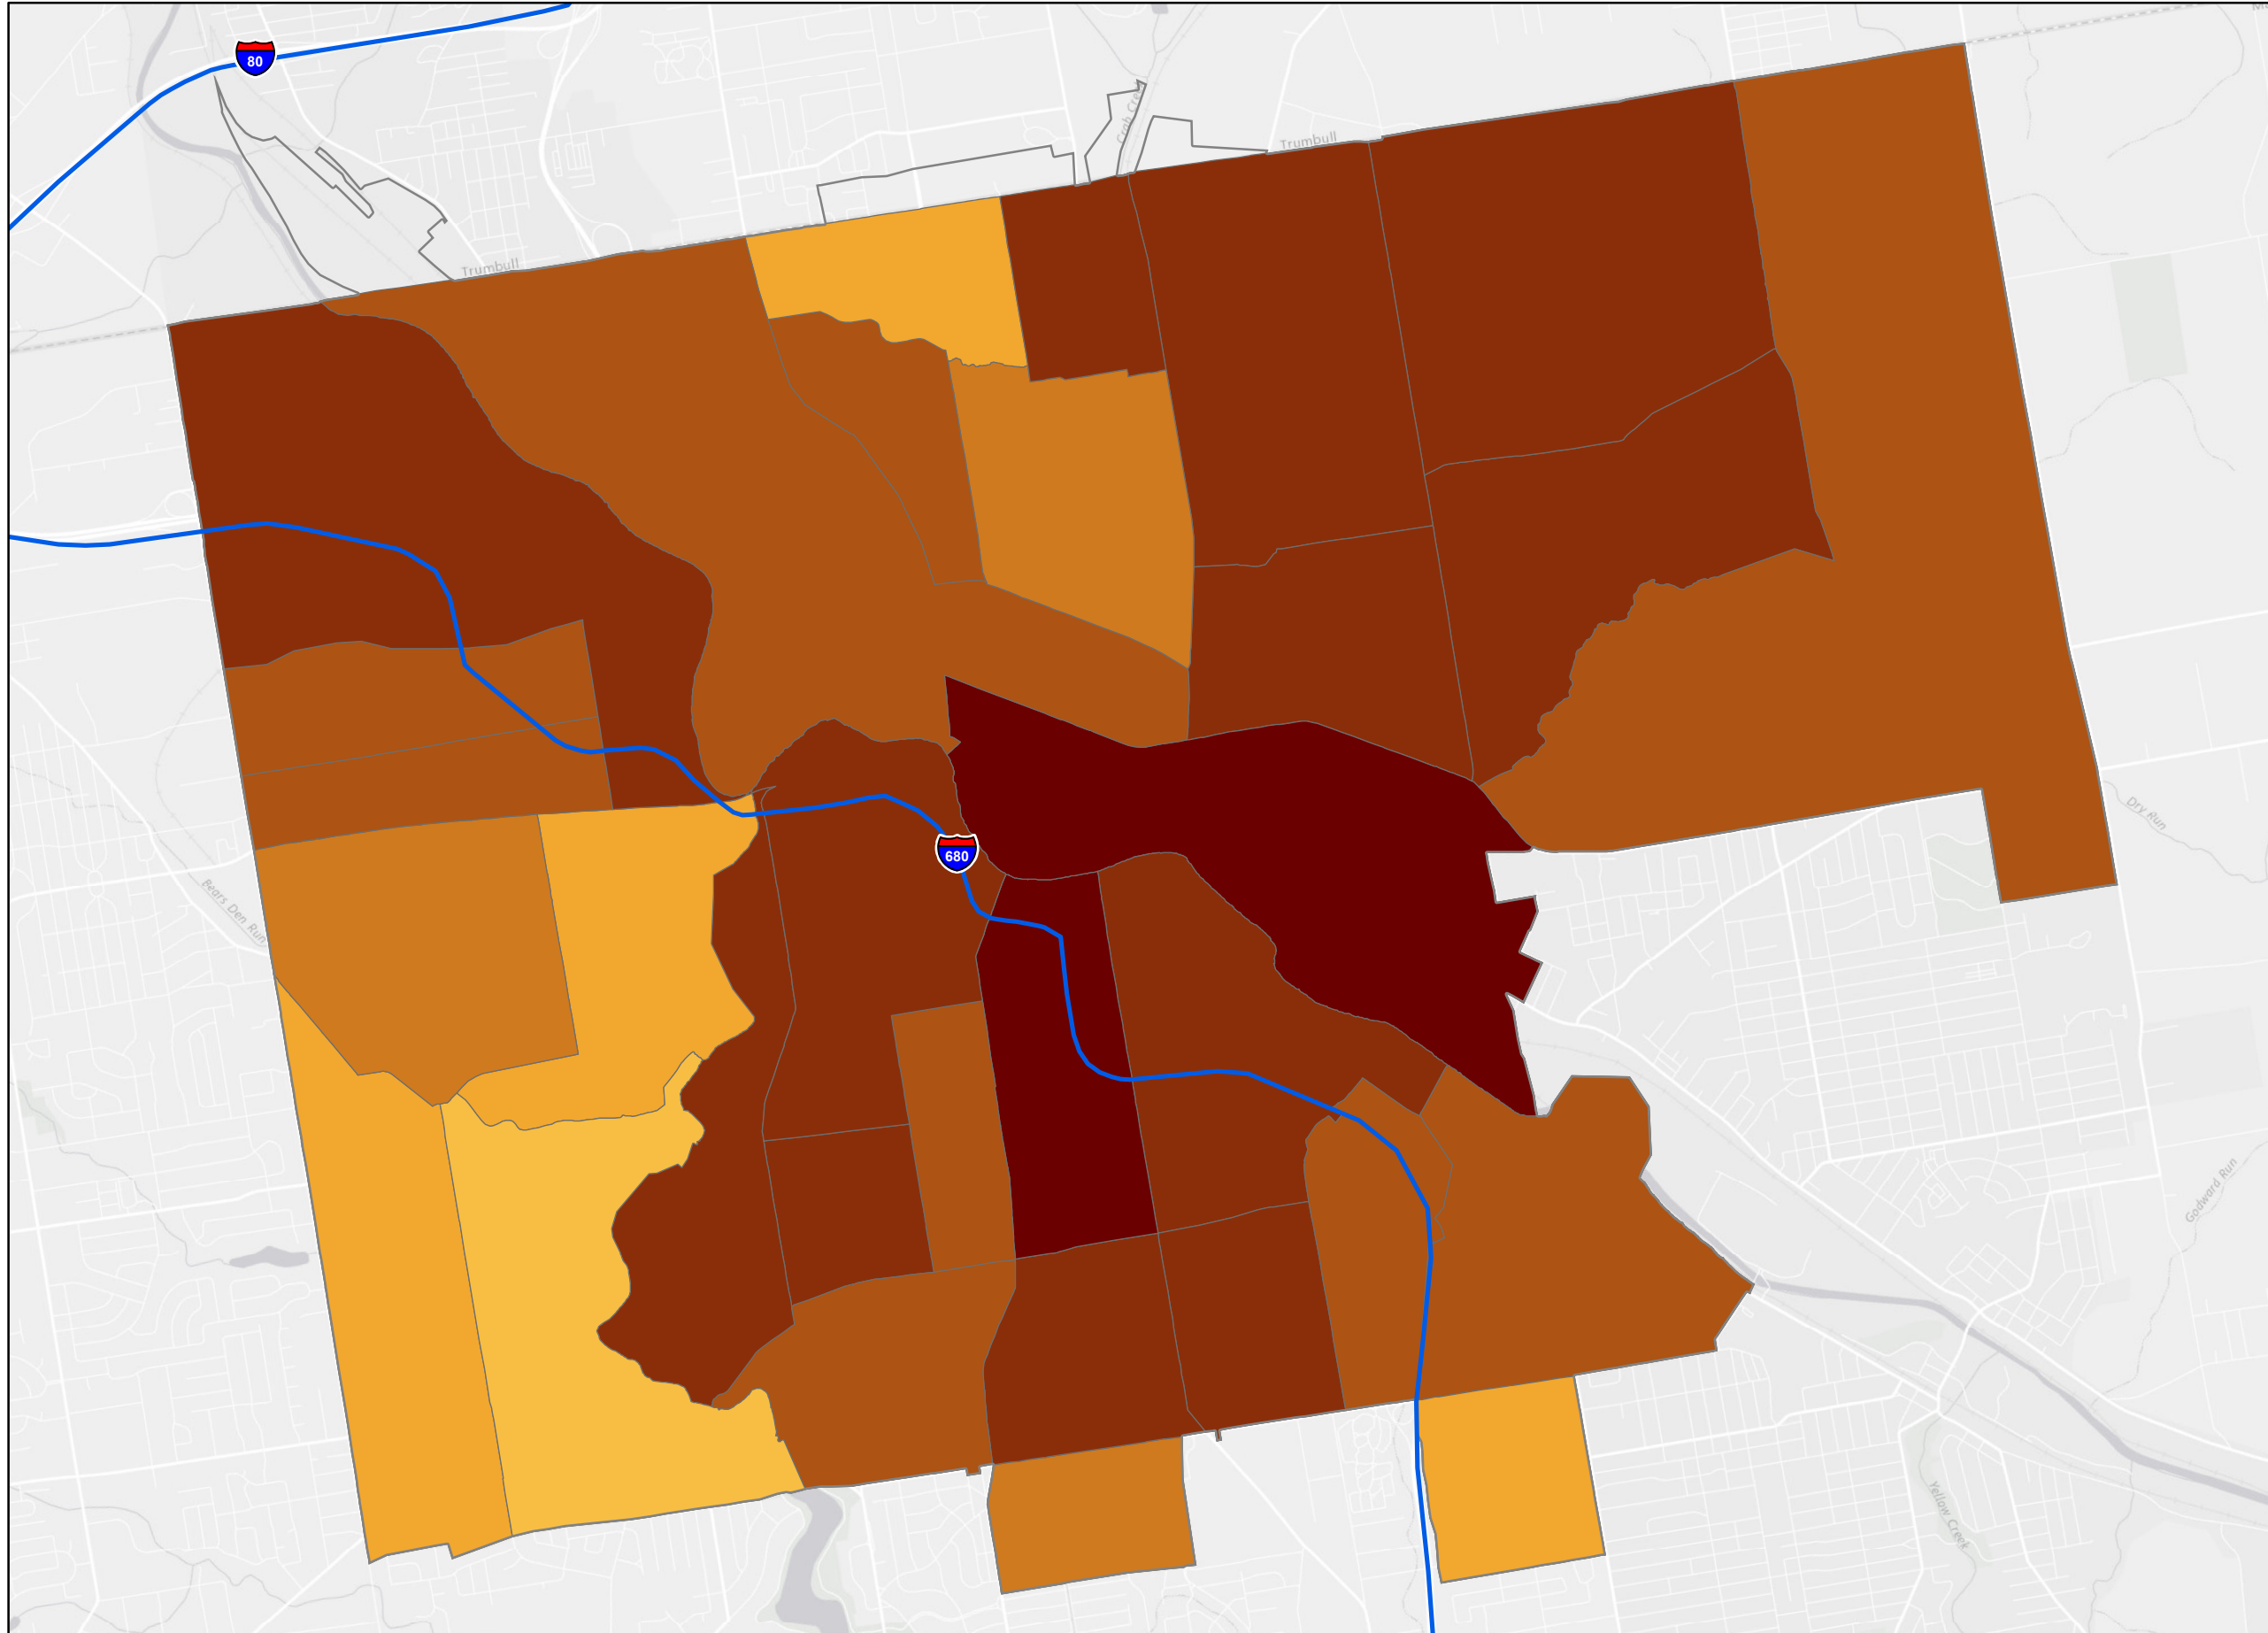 80
Crab Creek
Trumbull
Trumbull
Dry Run
680
Bears Den Run
Godward Run
Yellow Creek